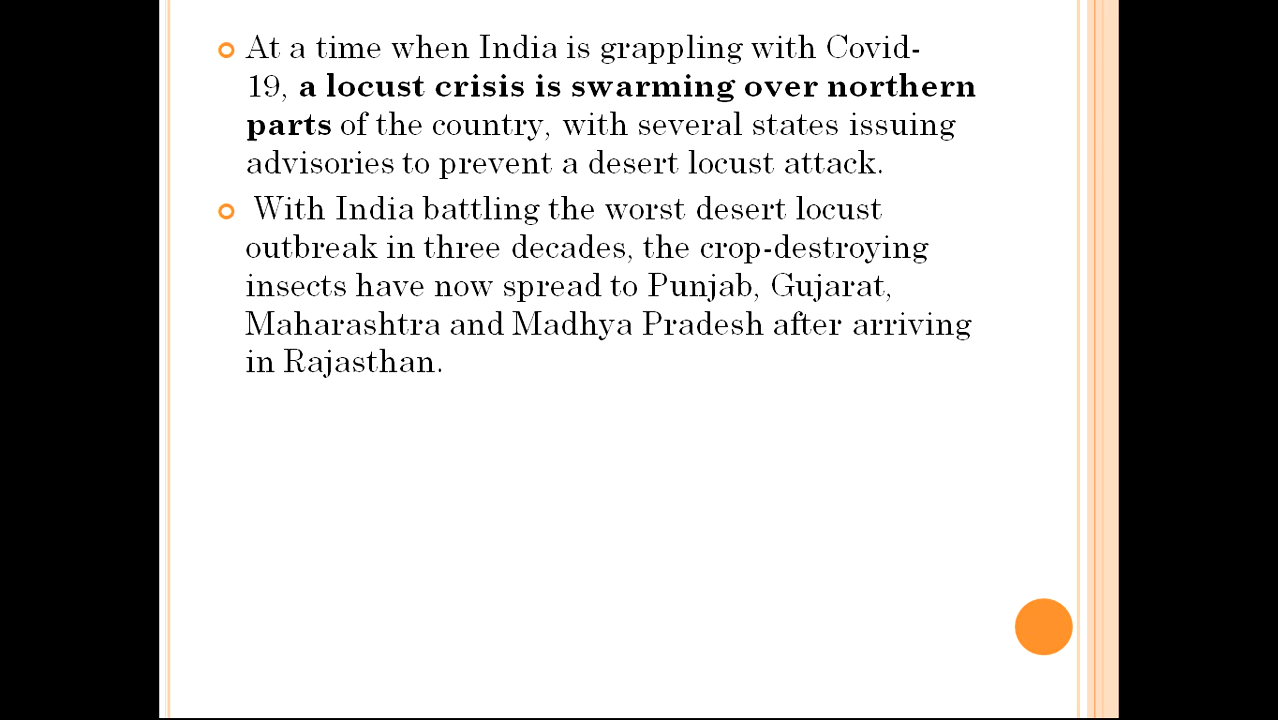 At a time when India is grappling with Covid-
19, a locust crisis is swarming over northern
parts of the country, with several states issuing
advisories to prevent a desert locust attack.
With India battling the worst desert locust
outbreak in three decades, the crop-destroying
insects have now spread to Punjab, Gujarat,
Maharashtra and Madhya Pradesh after arriving
in Rajasthan.